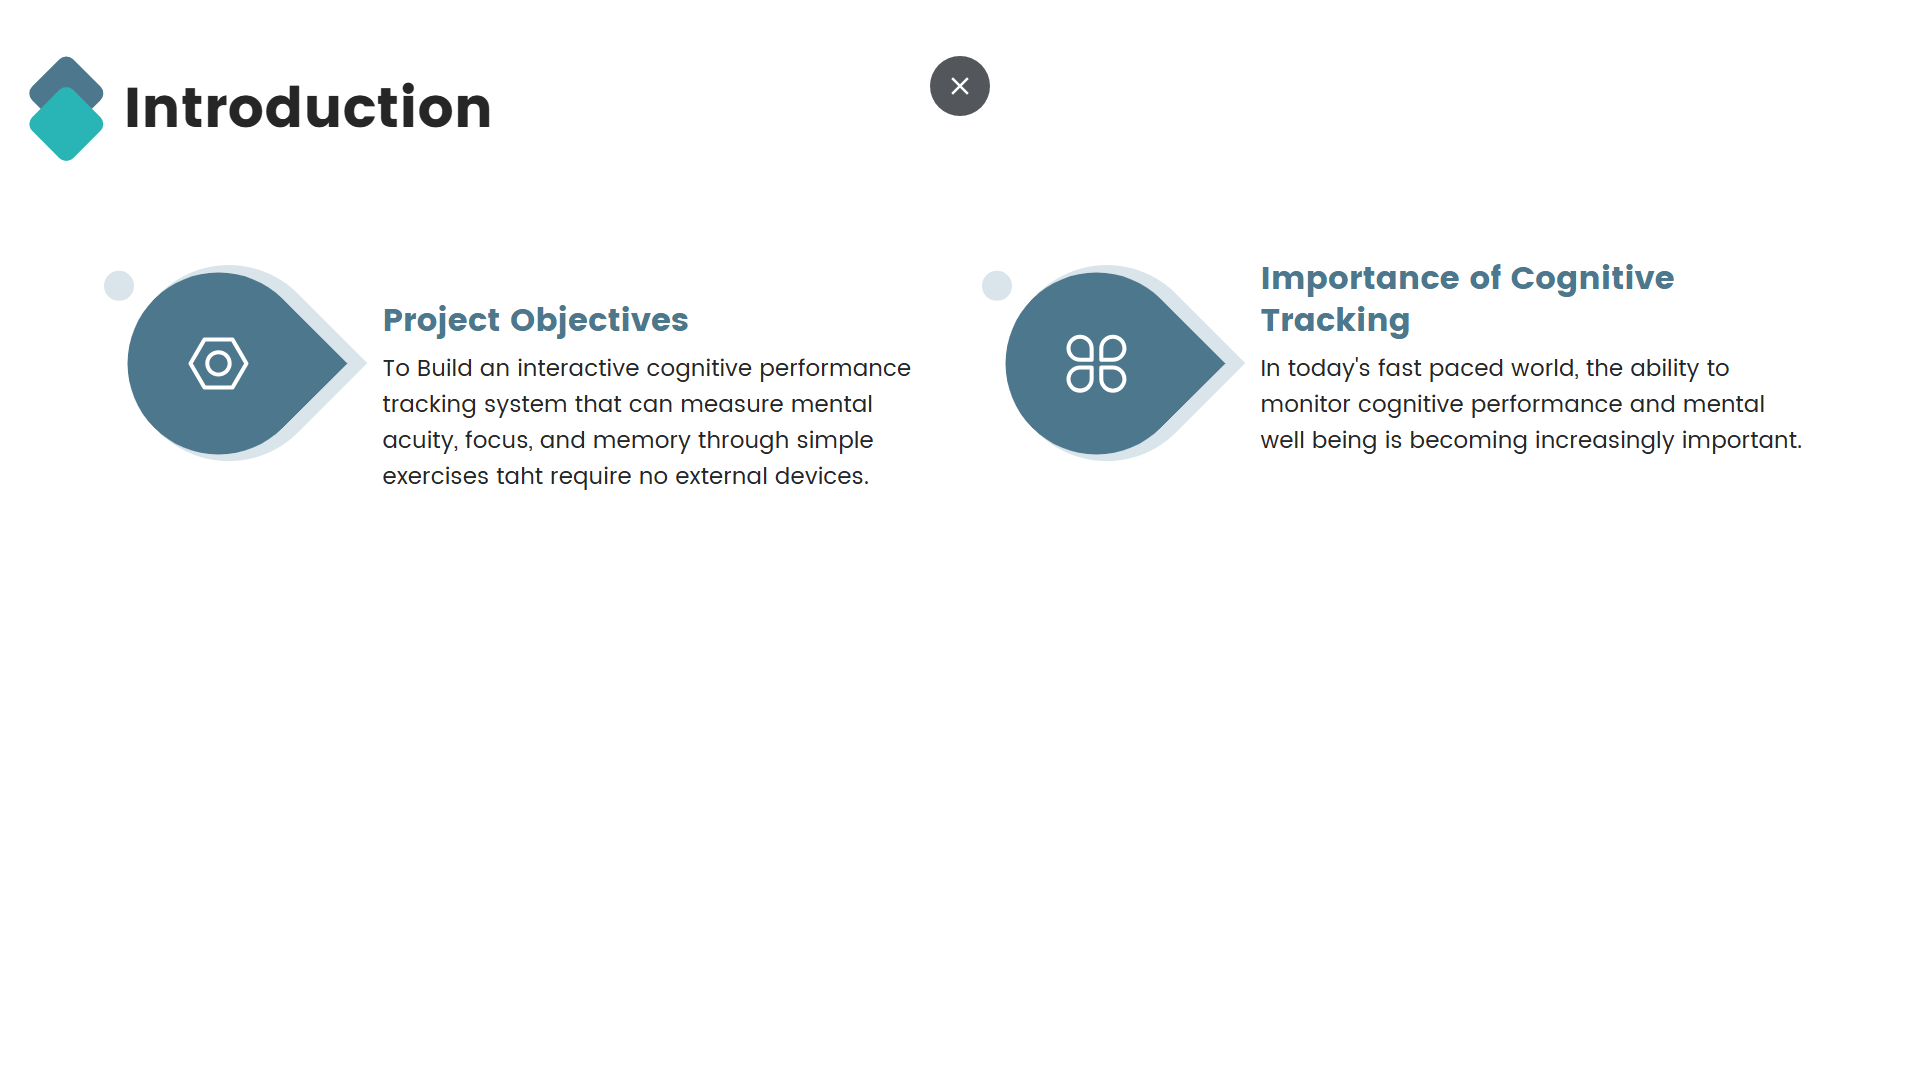 Introduction
Project Objectives
To Build an interactive cognitive performance
tracking system that can measure mental
acuity, focus, and memory through simple
exercises taht require no external devices.
Importance of Cognitive
Tracking
In today's fast paced world, the ability to
monitor cognitive performance and mental
well being is becoming increasingly important.